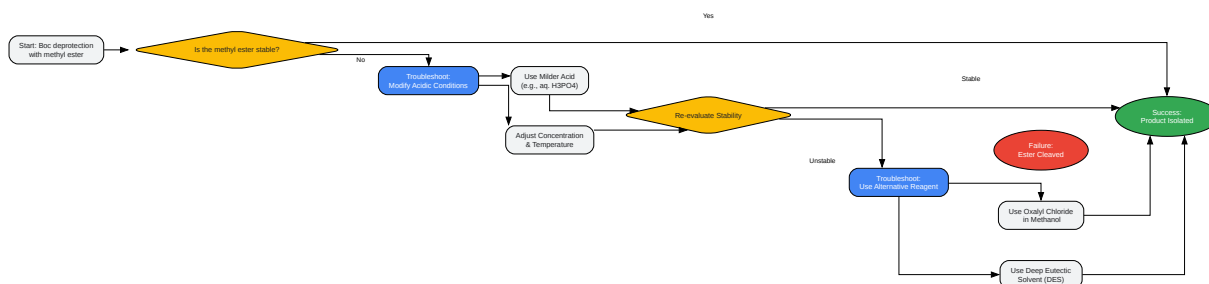 Yes
Start: Boc deprotection
with methyl ester
Is the methyl ester stable?
No
Troubleshoot:
Modify Acidic Conditions
Use Milder Acid
(e.g., aq. H3PO4)
Adjust Concentration
& Temperature
Re-evaluate Stability
Stable
Success:
Product Isolated
Failure:
Ester Cleaved
Unstable
Troubleshoot:
Use Alternative Reagent
Use Oxalyl Chloride
in Methanol
Use Deep Eutectic
Solvent (DES)